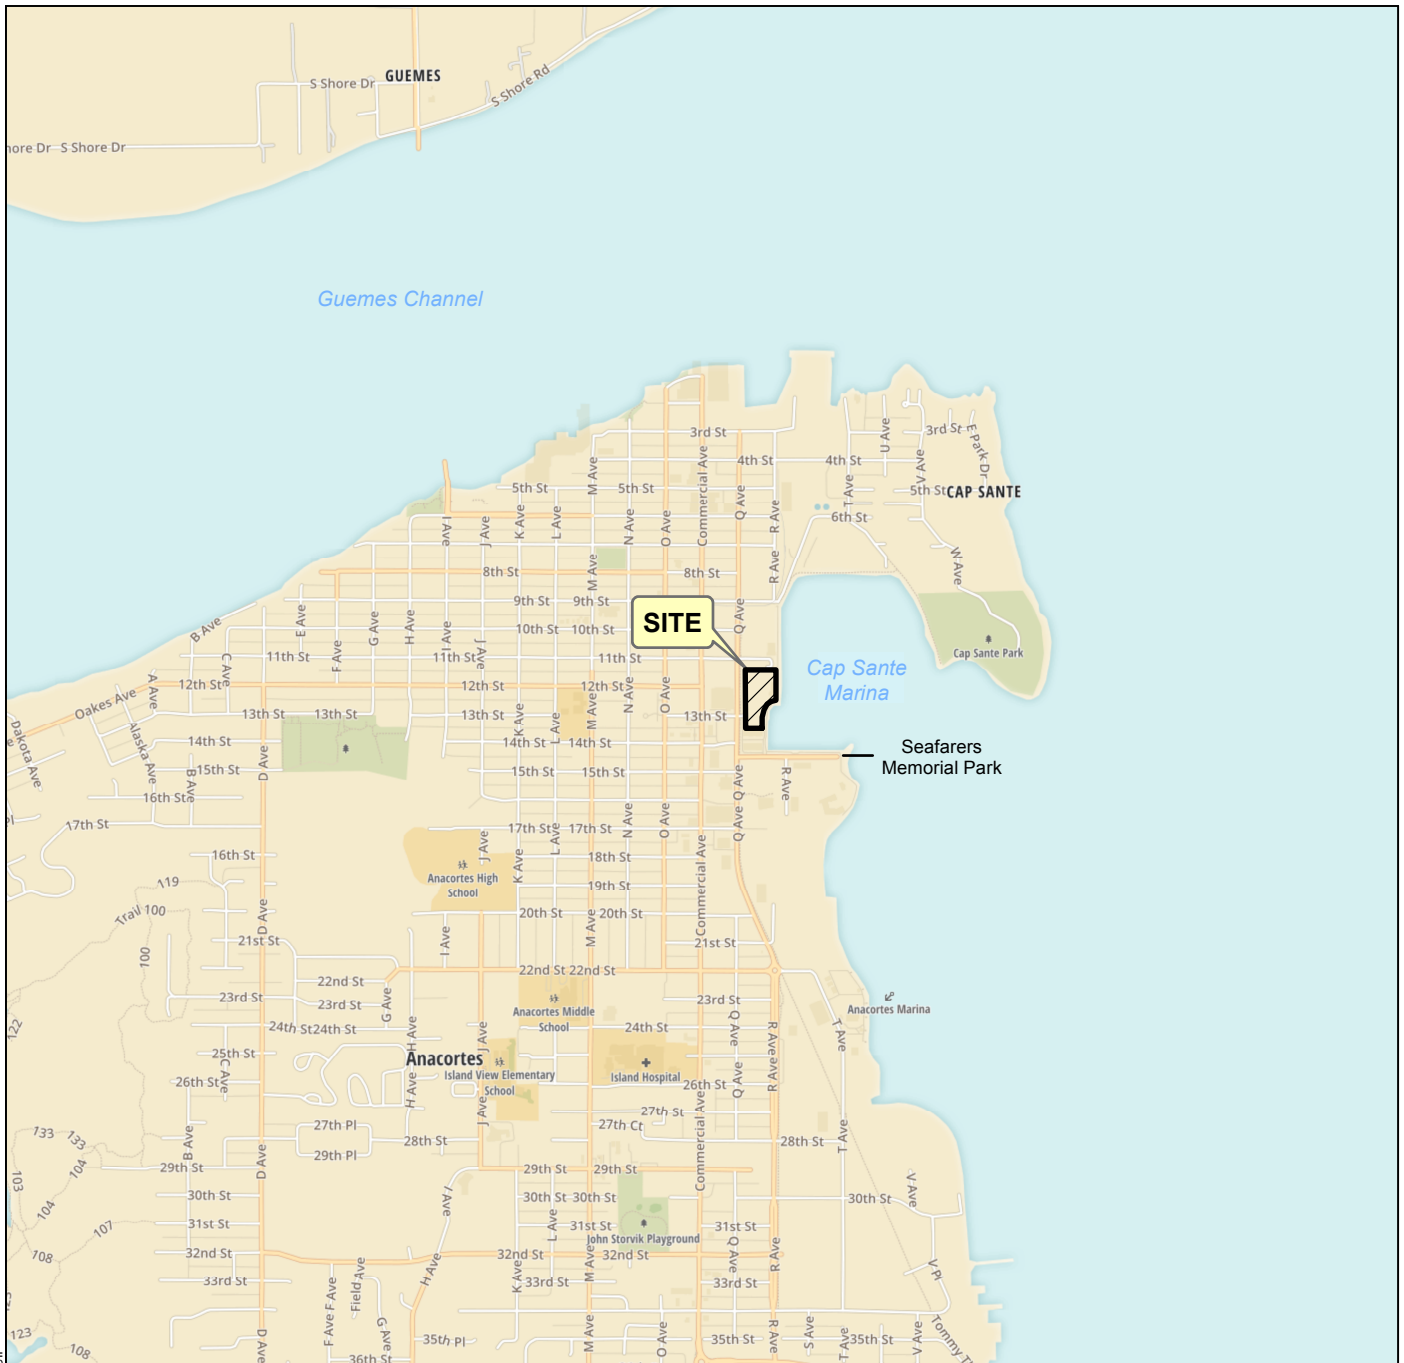 GUEMES
S Shore Dr
S Shore Rd
hore Dr
S Shore Dr
Guemes Channel
3rd St
3rd St
E Park Dr
U Ave
V Ave
4th St
4th St
T Ave
M Ave
Commercial Ave
Q Ave
R Ave
5th St
5th St
5th St
CAP SANTE
6th St
I Ave
J Ave
K Ave
L Ave
N Ave
O Ave
W Ave
R Ave
M Ave
8th St
8th St
9th St
9th St
Q Ave
SITE
10th St
10th St
B Ave
E Ave
G Ave
H Ave
I Ave
J Ave
F Ave
C Ave
11th St
11th St
11th St
Cap Sante Park
Cap Sante
Marina
A Ave
12th St
12th St
12th St
N Ave
O Ave
M Ave
Oakes Ave
13th St
13th St
13th St
13th St
K Ave
L Ave
Dakota Ave
Alaska Ave
14th St
14th St
14th St
Seafarers
Memorial Park
D Ave
B Ave
15th St
15th St
15th St
R Ave
Q Ave
Q Ave
16th St
Pl
17th St
17th St
17th St
N Ave
O Ave
L Ave
J Ave
K Ave
Commercial Ave
16th St
18th St
Anacortes High
School
119
19th St
Trail 100
20th St
20th St
D Ave
I Ave
M Ave
21st St
21st St
100
22nd St
22nd St
22nd St
23rd St
23rd St
23rd St
G Ave
Anacortes Middle
School
Anacortes Marina
122
24th St
24th St
24th St
H Ave
H Ave
J Ave
Q Ave
R Ave
T Ave
25th St
Anacortes
Island View Elementary
School
Island Hospital
C Ave
26th St
26th St
Q Ave
R Ave
J Ave
27th St
27th Ct
27th Pl
133
133
B Ave
28th St
28th St
T Ave
Commercial Ave
29th Pl
104
103
29th St
29th St
29th St
D Ave
I Ave
V Ave
30th St
30th St
30th St
30th St
104
107
31st St
31st St
31st St
L Ave
John Storvik Playground
108
32nd St
32nd St
32nd St
M Ave
Q Ave
R Ave
H Ave
K Ave
33rd St
33rd St
33rd St
V Pl
F Ave
F Ave
Field Ave
G Ave
123
108
D Ave
35th Pl
35th St
35th St
36th St
M Ave
O Ave
R Ave
S Ave
T Ave
V Ave